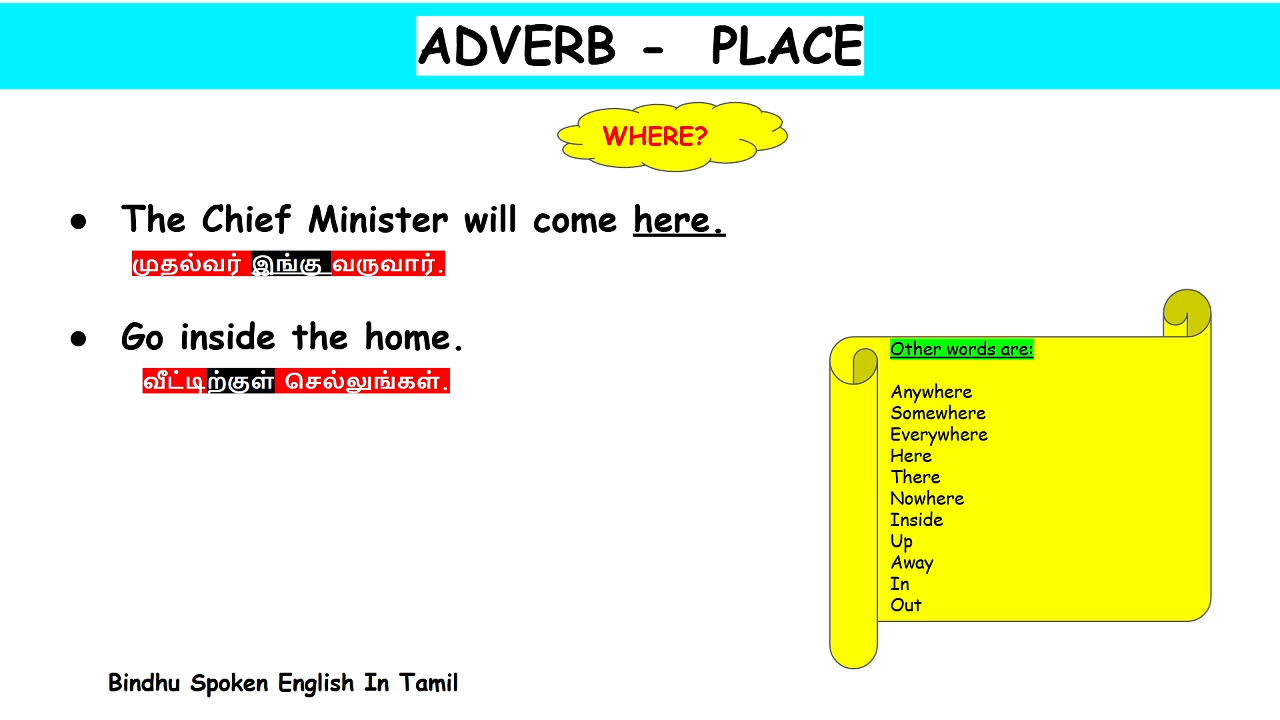 ADVERB - PLACE
WHERE?
● The Chief Minister will come here.
முதல்வர் இங்கு வருவார்.
● Go inside the home.
வீட்டிற்குள் செல்லுங்கள்.
Other words are:
Anywhere
Somewhere
Everywhere
Here
There
Nowhere
Inside
Up
Away
In
Out
Bindhu Spoken English In Tamil